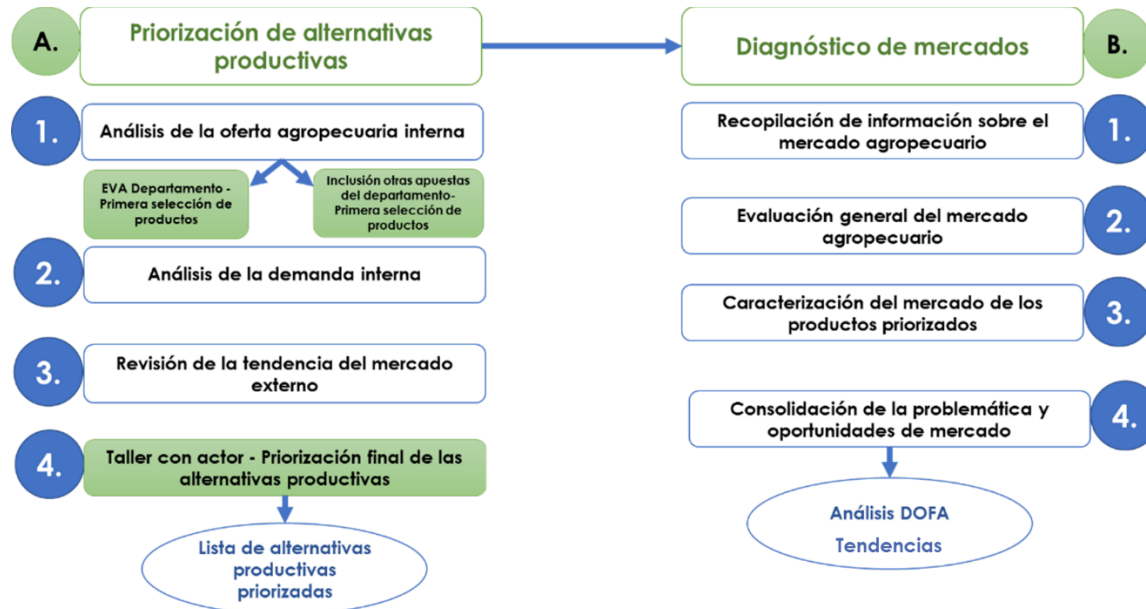 A.
Priorización de alternativas
productivas
1.
Análisis de la oferta agropecuaria interna
EVA Departamento -
Primera selección de
productos
Inclusión otras apuestas
del departamento-
Primera selección de
productos
2.
Análisis de la demanda interna
3.
Revisión de la tendencia del mercado
externo
4.
Taller con actor - Priorización final de las
alternativas productivas
Lista de alternativas
productivas
priorizadas
Diagnóstico de mercados
B.
Recopilación de información sobre el
mercado agropecuario
1.
Evaluación general del mercado
agropecuario
2.
Caracterización del mercado de los
productos priorizados
3.
Consolidación de la problemática y
oportunidades de mercado
4.
Análisis DOFA
Tendencias